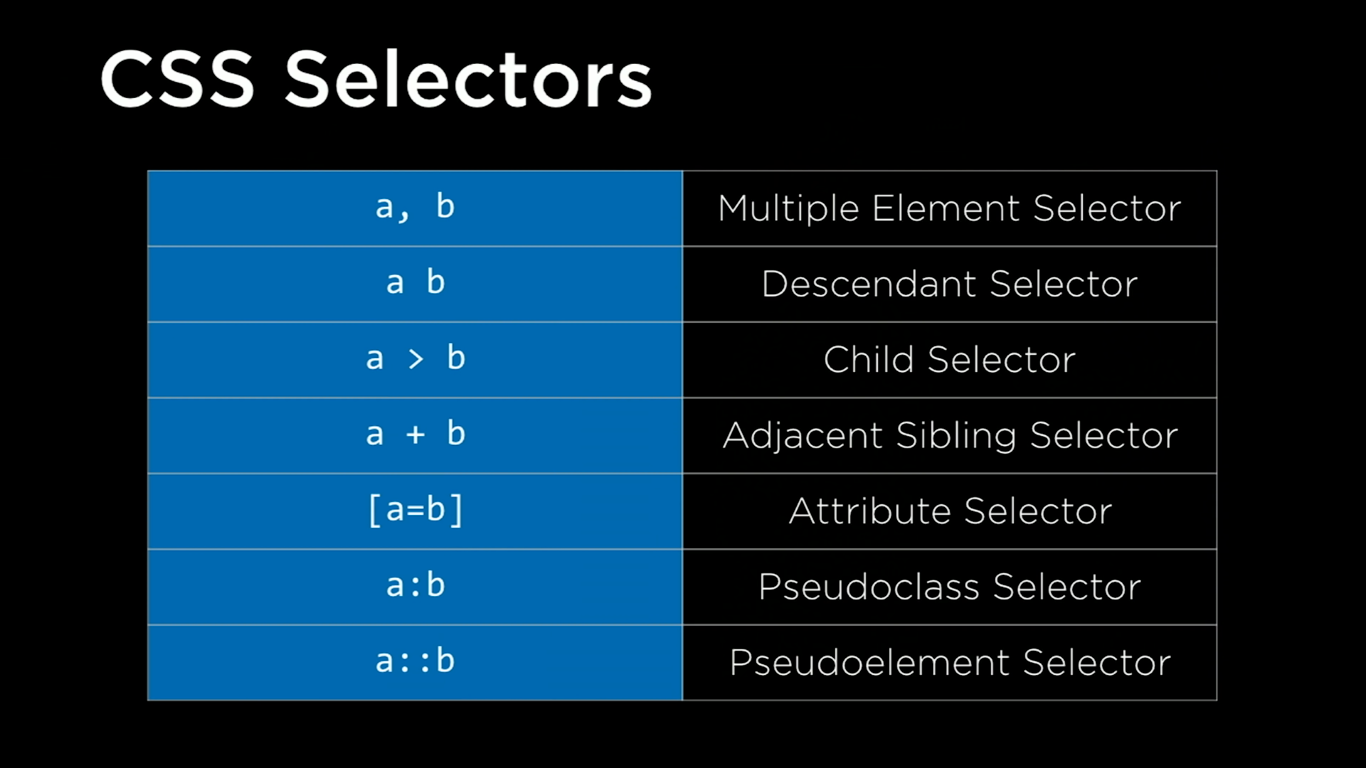 CSS Selectors
a, b Multiple Element Selector
a b Descendant Selector
a > b Child Selector
a + b Adjacent Sibling Selector
[a=b] Attribute Selector
a:b Pseudoclass Selector
a::b Pseudoelement Selector